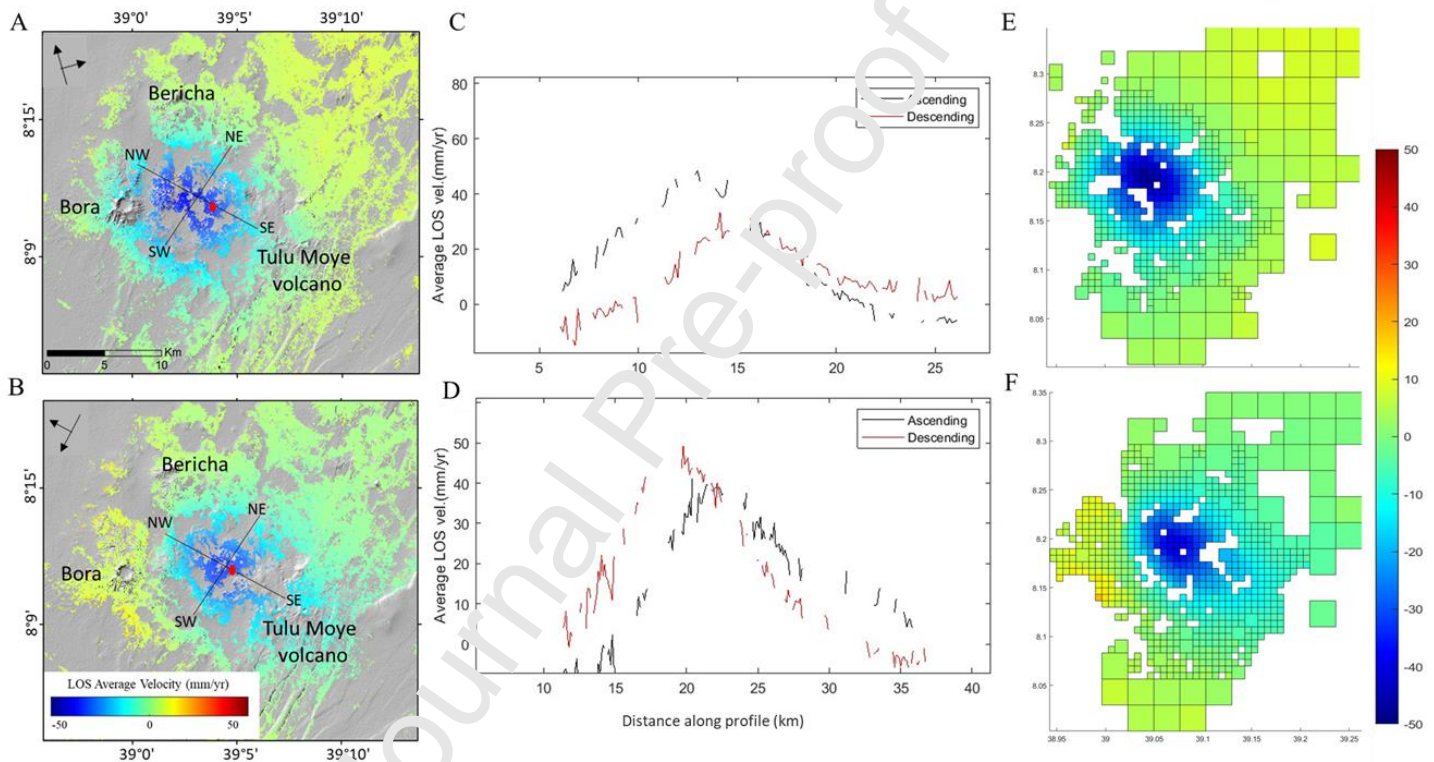 A
39°0'
39°5'
39°10'
8°15'
8°9'
Bericha
NE
NW
Bora
SW
SE
Tulu Moye
volcano
Km
0
5
10
B
Bericha
NE
NW
Bora
SW
SE
Tulu Moye
volcano
8°15'
8°9'
LOS Average Velocity (mm/yr)
-50
0
50
39°0'
39°5'
39°10'
C
Average LOS vel.(mm/yr)
80
60
40
20
0
Ascending
Descending
5
10
15
20
25
D
Average LOS vel.(mm/yr)
50
40
30
20
10
0
Ascending
Descending
10
15
20
25
30
35
40
Distance along profile (km)
E
8.3
8.2
8.15
8.1
8.05
F
8.35
8.3
8.25
8.2
8.15
8.1
8.05
38.95
39
39.05
39.1
39.15
39.2
39.25
50
40
30
20
10
0
-10
-20
-30
-40
-50
Journal Pre-proof